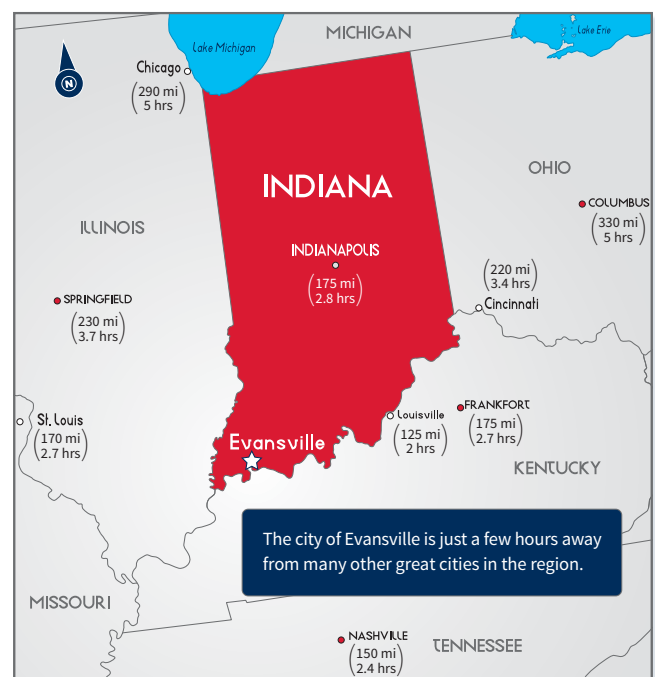 MICHIGAN
Lake Michigan
Lake Erie
N
Chicago
(290 mi
5 hrs)
INDIANA
OHIO
COLUMBUS
(330 mi
5 hrs)
ILLINOIS
INDIANAPOLIS
(175 mi
2.8 hrs)
(220 mi
3.4 hrs)
Cincinnati
SPRINGFIELD
(230 mi
3.7 hrs)
St. Louis
(170 mi
2.7 hrs)
Louisville
(125 mi
2 hrs)
FRANKFORT
(175 mi
2.7 hrs)
Evansville
KENTUCKY
The city of Evansville is just a few hours away
from many other great cities in the region.
MISSOURI
NASHVILLE
(150 mi
2.4 hrs)
TENNESSEE